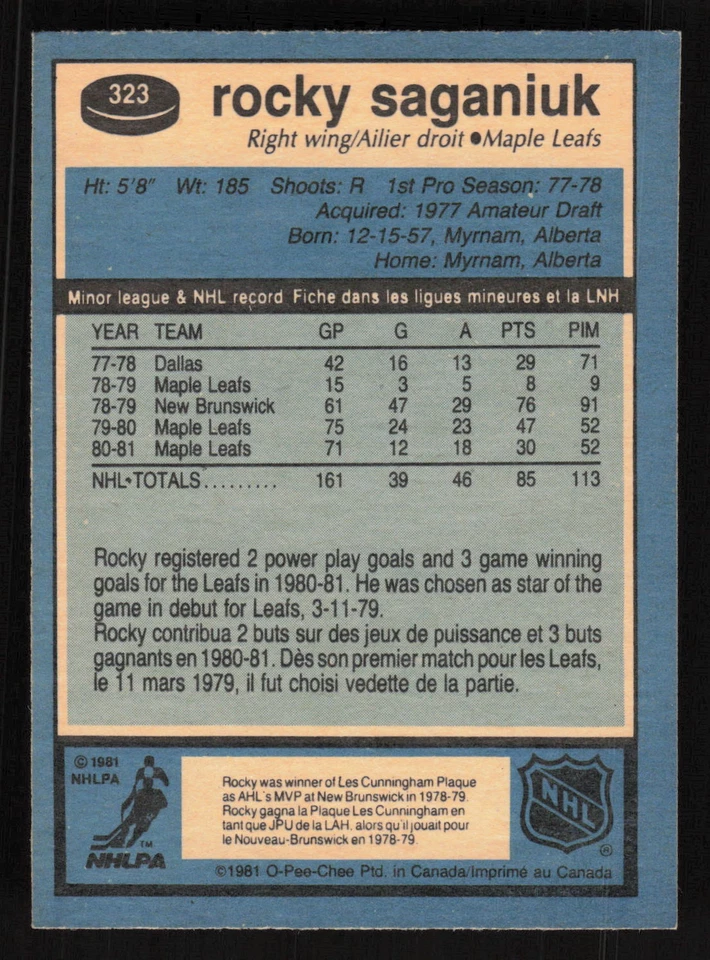 323
rocky saganiuk
Right wing/Ailier droit ●Maple Leafs
Ht: 5'8" Wt: 185 Shoots: R 1st Pro Season: 77-78
Acquired: 1977 Amateur Draft
Born: 12-15-57, Myrnam, Alberta
Home: Myrnam, Alberta
Minor league & NHL record Fiche dans les ligues mineures et la LNH
YEAR TEAM GP G A PTS PIM
77-78 Dallas 42 16 13 29 71
78-79 Maple Leafs 15 3 5 8 9
78-79 New Brunswick 61 47 29 76 91
79-80 Maple Leafs 75 24 23 47 52
80-81 Maple Leafs 71 12 18 30 52
NHL•TOTALS......... 161 39 46 85 113
Rocky registered 2 power play goals and 3 game winning
goals for the Leafs in 1980-81. He was chosen as star of the
game in debut for Leafs, 3-11-79.
Rocky contribua 2 buts sur des jeux de puissance et 3 buts
gagnants en 1980-81. Dès son premier match pour les Leafs,
le 11 mars 1979, il fut choisi vedette de la partie.
© 1981
NHLPA
TM
NHLPA
Rocky was winner of Les Cunningham Plaque
as AHL's MVP at New Brunswick in 1978-79.
Rocky gagna la Plaque Les Cunningham en
tant que JPU de la LAH, alors qu'il jouait pour
le Nouveau-Brunswick en 1978-79.
NHL
®
©1981 O-Pee-Chee Ptd. in Canada/Imprimé au Canada